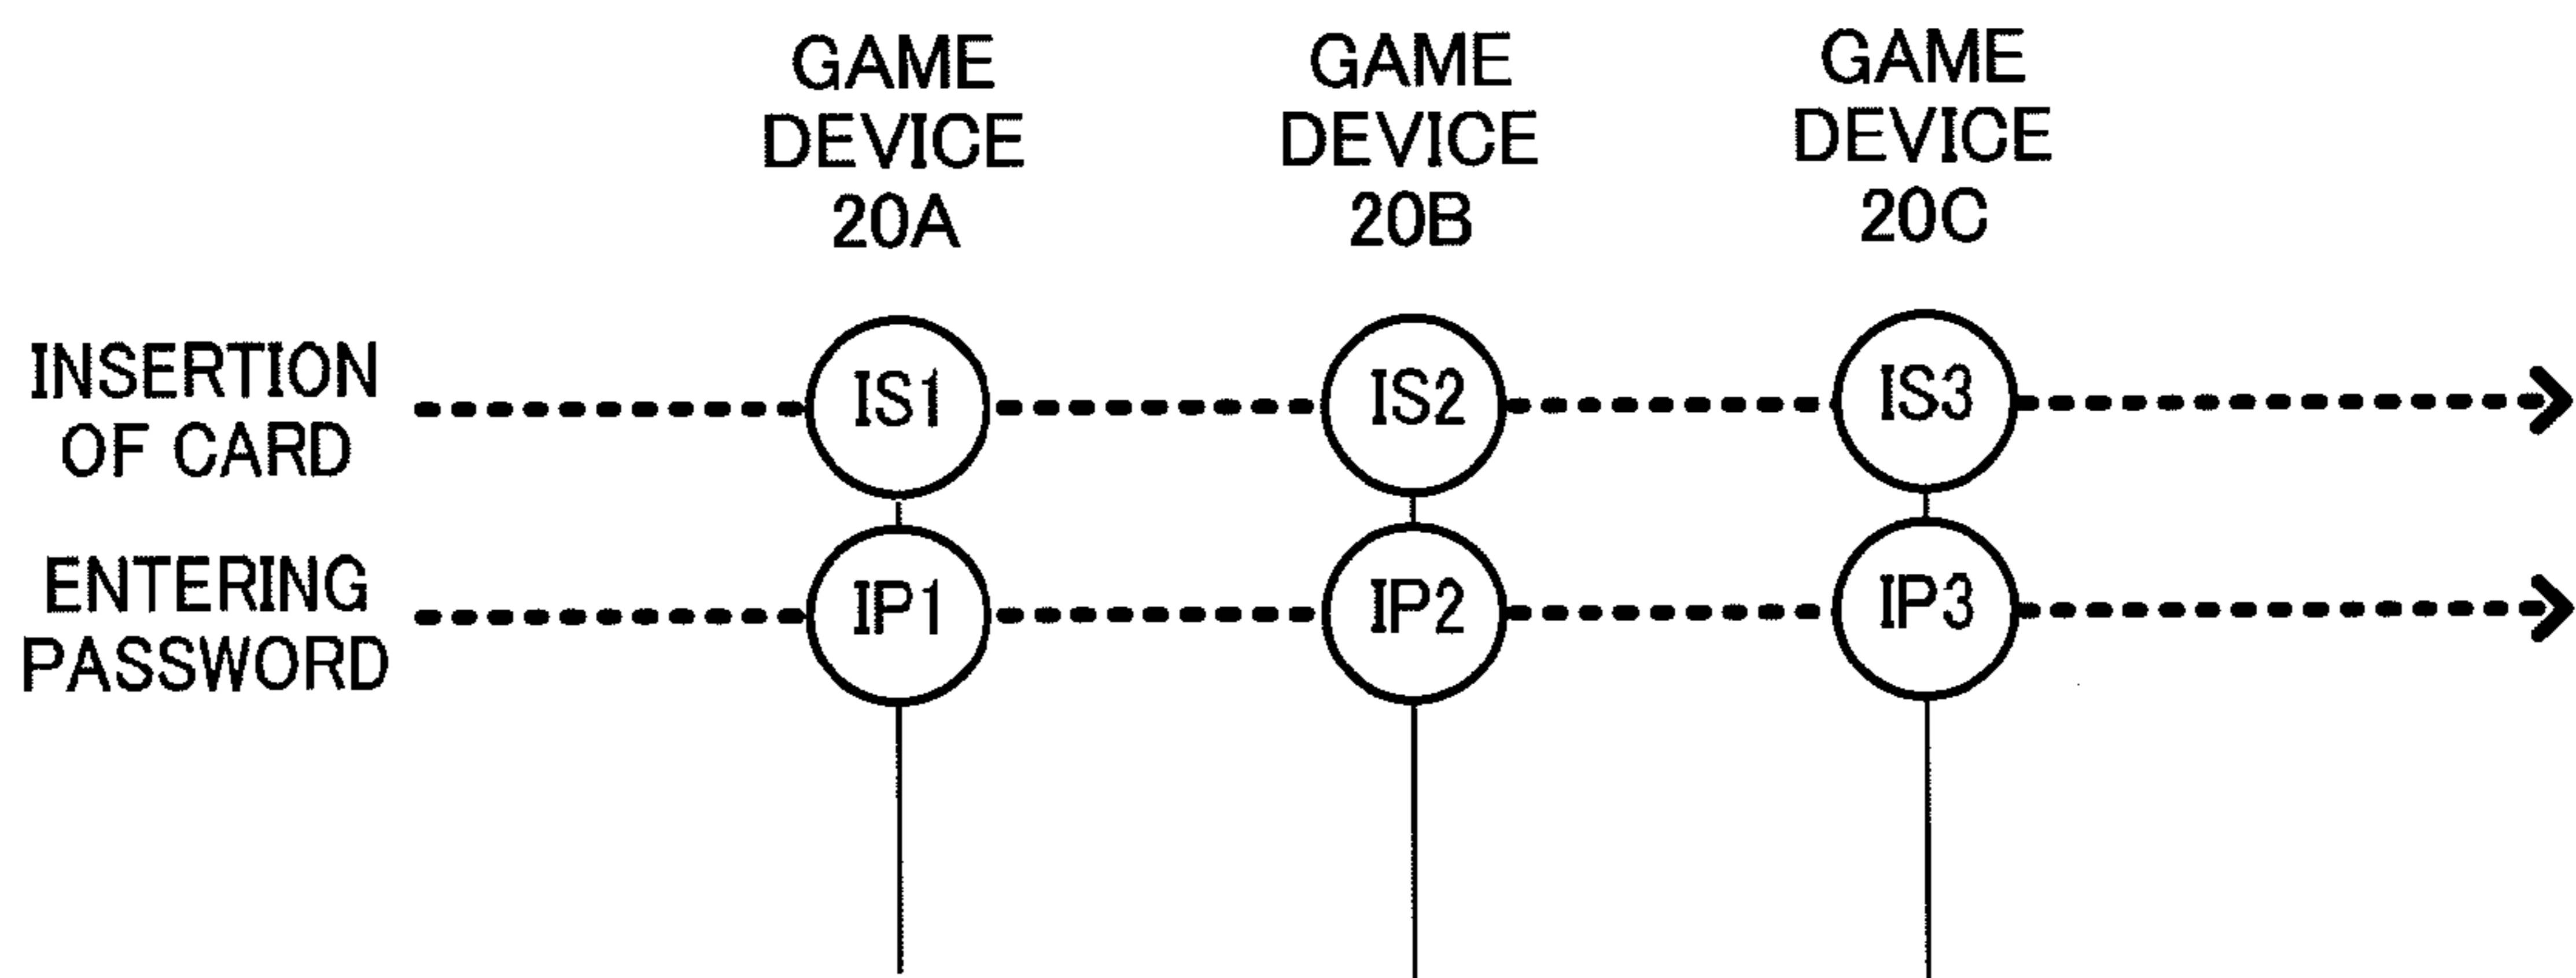 GAME
DEVICE
20A
GAME
DEVICE
20B
GAME
DEVICE
20C
INSERTION
OF CARD
IS1
IS2
IS3
ENTERING
PASSWORD
IP1
IP2
IP3